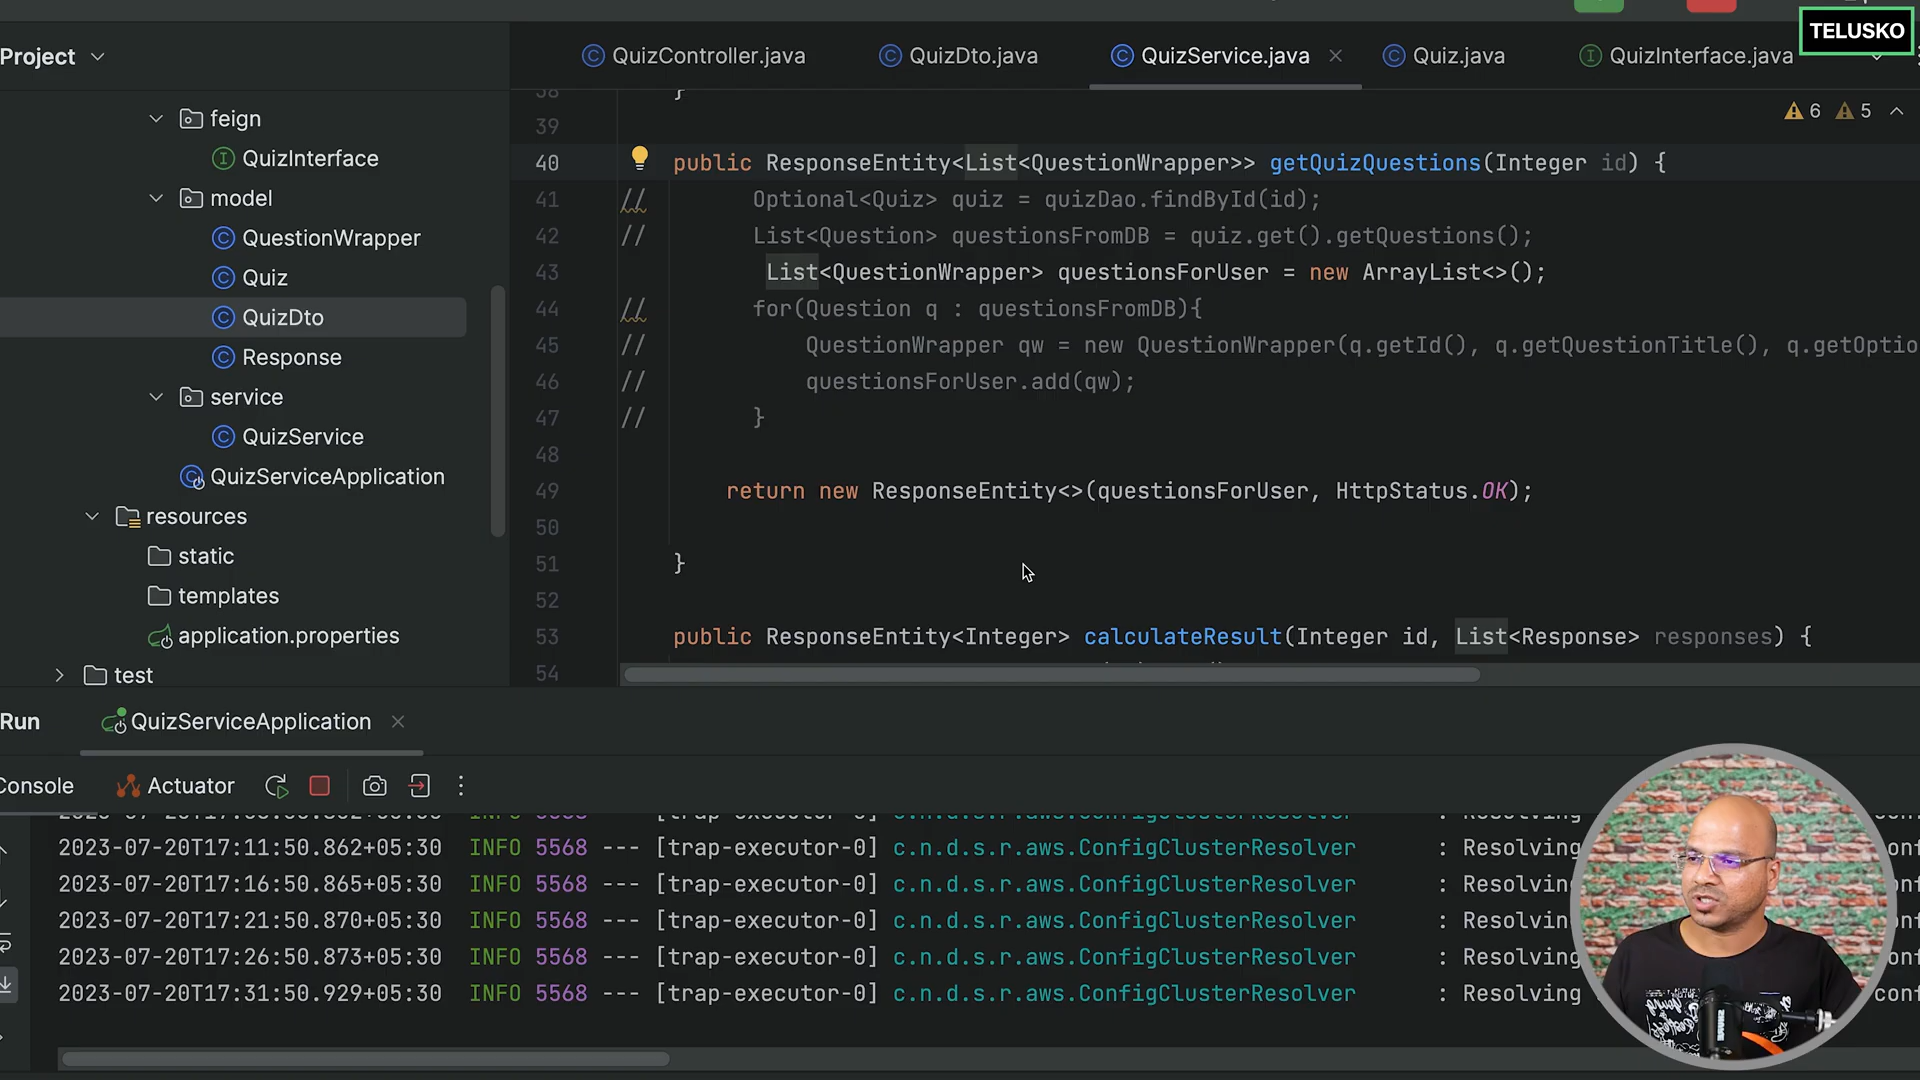 TELUSKO
Project
QuizController.java
QuizDto.java
QuizService.java
Quiz.java
QuizInterface.java
6
5
feign
QuizInterface
model
QuestionWrapper
Quiz
QuizDto
Response
service
QuizService
QuizServiceApplication
resources
static
templates
application.properties
test
38 }
39
40 public ResponseEntity<List<QuestionWrapper>> getQuizQuestions(Integer id) {
41 // Optional<Quiz> quiz = quizDao.findById(id);
42 // List<Question> questionsFromDB = quiz.get().getQuestions();
43 List<QuestionWrapper> questionsForUser = new ArrayList<>();
44 // for(Question q : questionsFromDB){
45 // QuestionWrapper qw = new QuestionWrapper(q.getId(), q.getQuestionTitle(), q.getOptio
46 // questionsForUser.add(qw);
47 // }
48
49 return new ResponseEntity<>(questionsForUser, HttpStatus.OK);
50
51 }
52
53 public ResponseEntity<Integer> calculateResult(Integer id, List<Response> responses) {
54
Run
QuizServiceApplication
Console
Actuator
2023-07-20T17:11:50.862+05:30 INFO 5568 --- [trap-executor-0] c.n.d.s.r.aws.ConfigClusterResolver : Resolving
2023-07-20T17:16:50.865+05:30 INFO 5568 --- [trap-executor-0] c.n.d.s.r.aws.ConfigClusterResolver : Resolving
2023-07-20T17:21:50.870+05:30 INFO 5568 --- [trap-executor-0] c.n.d.s.r.aws.ConfigClusterResolver : Resolving
2023-07-20T17:26:50.873+05:30 INFO 5568 --- [trap-executor-0] c.n.d.s.r.aws.ConfigClusterResolver : Resolving
2023-07-20T17:31:50.929+05:30 INFO 5568 --- [trap-executor-0] c.n.d.s.r.aws.ConfigClusterResolver : Resolving